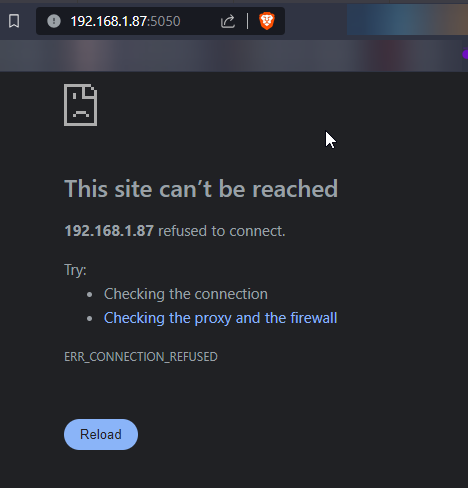 192.168.1.87:5050
This site can’t be reached
192.168.1.87 refused to connect.
Try:
• Checking the connection
• Checking the proxy and the firewall
ERR_CONNECTION_REFUSED
Reload